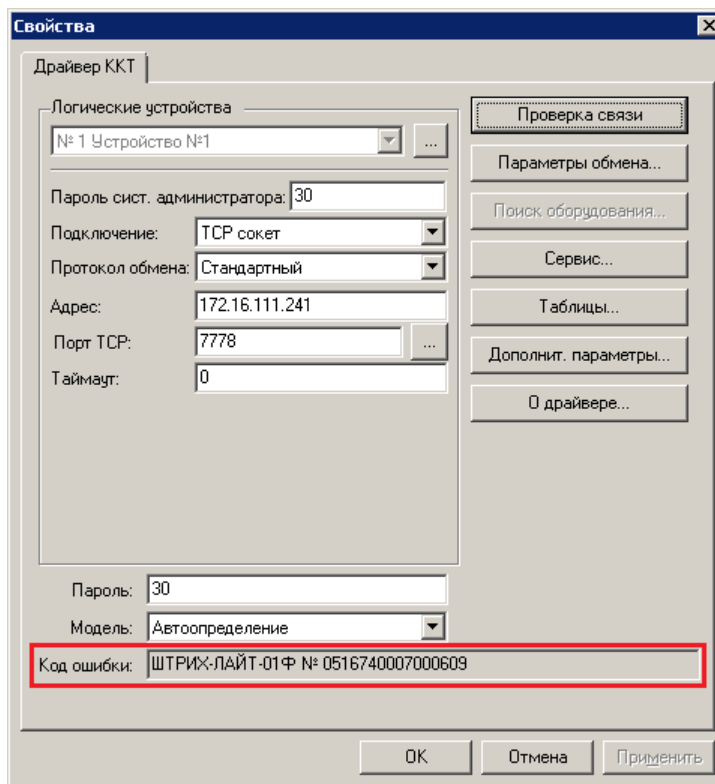 Свойства
Драйвер ККТ
Логические устройства
№ 1 Устройство №1
...
Пароль сист. администратора: 30
Подключение: TCP сокет
Протокол обмена: Стандартный
Адрес: 172.16.111.241
Порт TCP: 7778
...
Таймаут: 0
Проверка связи
Параметры обмена...
Поиск оборудования...
Сервис...
Таблицы...
Дополнит. параметры...
О драйвере...
Пароль: 30
Модель: Автоопределение
Код ошибки: ШТРИХ-ЛАЙТ-01Ф № 0516740007000609
OK
Отмена
Применить